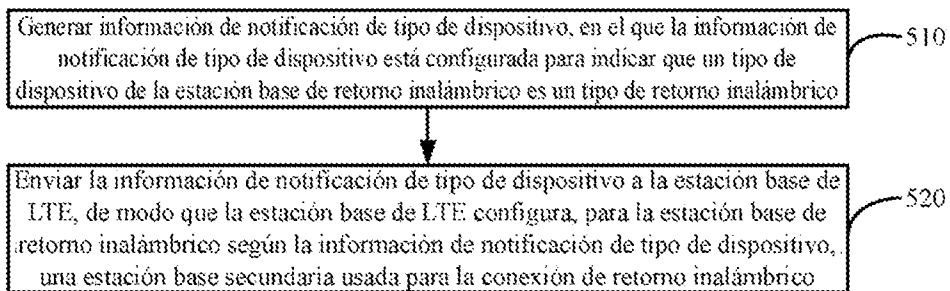 Generar información de notificación de tipo de dispositivo, en el que la información de
notificación de tipo de dispositivo está configurada para indicar que un tipo de
dispositivo de la estación base de retorno inalámbrico es un tipo de retorno inalámbrico
510
Enviar la información de notificación de tipo de dispositivo a la estación base de
LTE, de modo que la estación base de LTE configura, para la estación base de
retorno inalámbrico según la información de notificación de tipo de dispositivo,
una estación base secundaria usada para la conexión de retorno inalámbrico
520